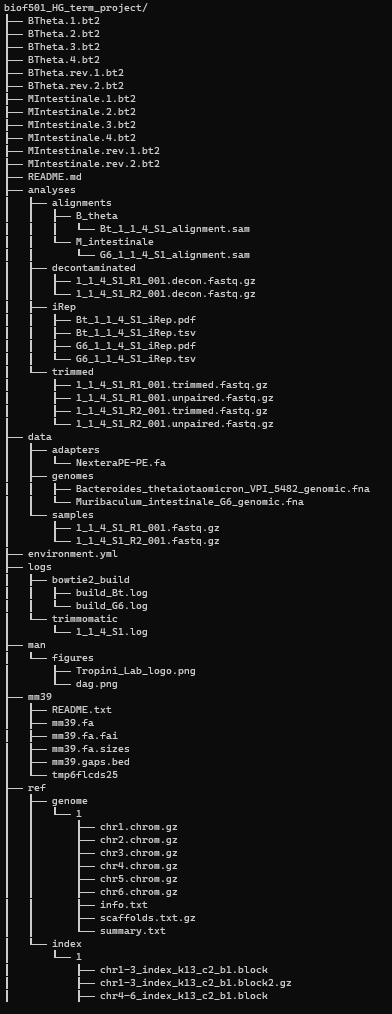 biof501_HG_term_project/
├── BTheta.1.bt2
├── BTheta.2.bt2
├── BTheta.3.bt2
├── BTheta.4.bt2
├── BTheta.rev.1.bt2
├── BTheta.rev.2.bt2
├── MIntestinale.1.bt2
├── MIntestinale.2.bt2
├── MIntestinale.3.bt2
├── MIntestinale.4.bt2
├── MIntestinale.rev.1.bt2
├── MIntestinale.rev.2.bt2
├── README.md
├── analyses
│   ├── alignments
│   │   ├── B_theta
│   │   │   └── Bt_1_1_4_S1_alignment.sam
│   │   └── M_intestinale
│   │       └── G6_1_1_4_S1_alignment.sam
│   ├── decontaminated
│   │   ├── 1_1_4_S1_R1_001.decon.fastq.gz
│   │   └── 1_1_4_S1_R2_001.decon.fastq.gz
│   ├── iRep
│   │   ├── Bt_1_1_4_S1_iRep.pdf
│   │   ├── Bt_1_1_4_S1_iRep.tsv
│   │   ├── G6_1_1_4_S1_iRep.pdf
│   │   └── G6_1_1_4_S1_iRep.tsv
│   └── trimmed
│       ├── 1_1_4_S1_R1_001.trimmed.fastq.gz
│       ├── 1_1_4_S1_R1_001.unpaired.fastq.gz
│       ├── 1_1_4_S1_R2_001.trimmed.fastq.gz
│       └── 1_1_4_S1_R2_001.unpaired.fastq.gz
├── data
│   ├── adapters
│   │   └── NexteraPE-PE.fa
│   ├── genomes
│   │   ├── Bacteroides_thetaiotaomicron_VPI_5482_genomic.fna
│   │   └── Muribaculum_intestinale_G6_genomic.fna
│   └── samples
│       ├── 1_1_4_S1_R1_001.fastq.gz
│       └── 1_1_4_S1_R2_001.fastq.gz
├── environment.yml
├── logs
│   ├── bowtie2_build
│   │   ├── build_Bt.log
│   │   └── build_G6.log
│   └── trimmomatic
│       └── 1_1_4_S1.log
├── man
│   └── figures
│       ├── Tropini_Lab_logo.png
│       └── dag.png
├── mm39
│   ├── README.txt
│   ├── mm39.fa
│   ├── mm39.fa.fai
│   ├── mm39.fa.sizes
│   ├── mm39.gaps.bed
│   └── tmp6flcds25
├── ref
│   ├── genome
│   │   └── 1
│   │       ├── chr1.chrom.gz
│   │       ├── chr2.chrom.gz
│   │       ├── chr3.chrom.gz
│   │       ├── chr4.chrom.gz
│   │       ├── chr5.chrom.gz
│   │       ├── chr6.chrom.gz
│   │       ├── info.txt
│   │       ├── scaffolds.txt.gz
│   │       └── summary.txt
│   └── index
│       └── 1
│           ├── chr1-3_index_k13_c2_b1.block
│           ├── chr1-3_index_k13_c2_b1.block2.gz
│           ├── chr4-6_index_k13_c2_b1.block